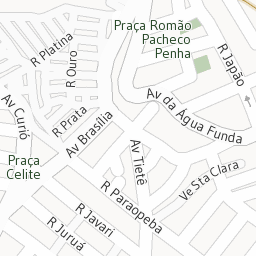 Praça Romão
Pacheco
Penha
R Platina
R Ouro
R Japão
Av Curió
R Prata
Av Brasília
Av da Água Funda
Praça
Celite
Av Tietê
Ve Sta Clara
R Paraopeba
R Javari
R Juruá